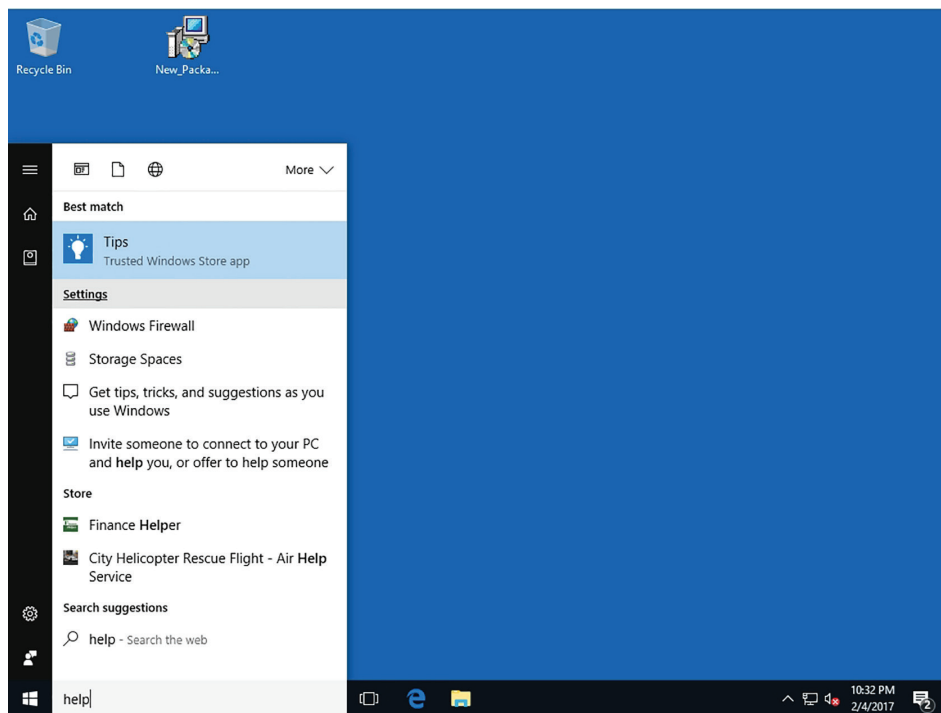 Recycle Bin
New_Packa...
More
Best match
Tips
Trusted Windows Store app
Settings
Windows Firewall
Storage Spaces
Get tips, tricks, and suggestions as you
use Windows
Invite someone to connect to your PC
and help you, or offer to help someone
Store
Finance Helper
City Helicopter Rescue Flight - Air Help
Service
Search suggestions
help - Search the web
help
10:32 PM
2/4/2017
2